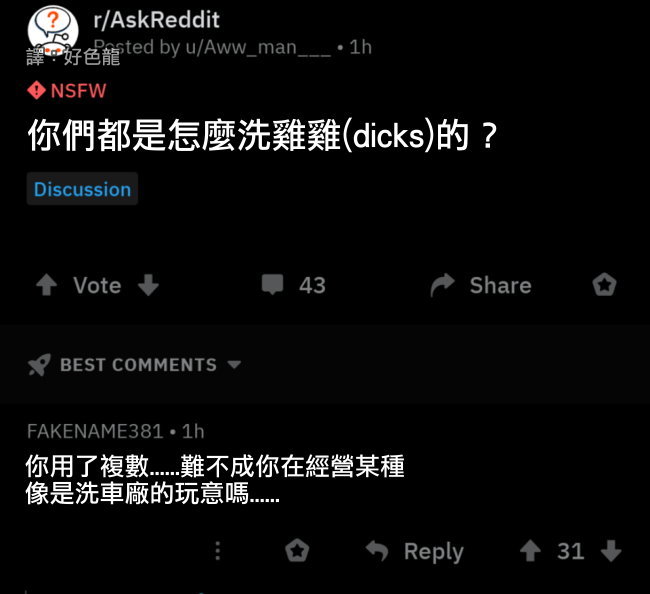 r/AskReddit
Posted by u/Aww_man___ • 1h
譯：好色龍
NSFW
你們都是怎麼洗雞雞(dicks)的？
Discussion
Vote 43 Share
BEST COMMENTS
FAKENAME381 • 1h
你用了複數......難不成你在經營某種
像是洗車廠的玩意嗎......
Reply 31